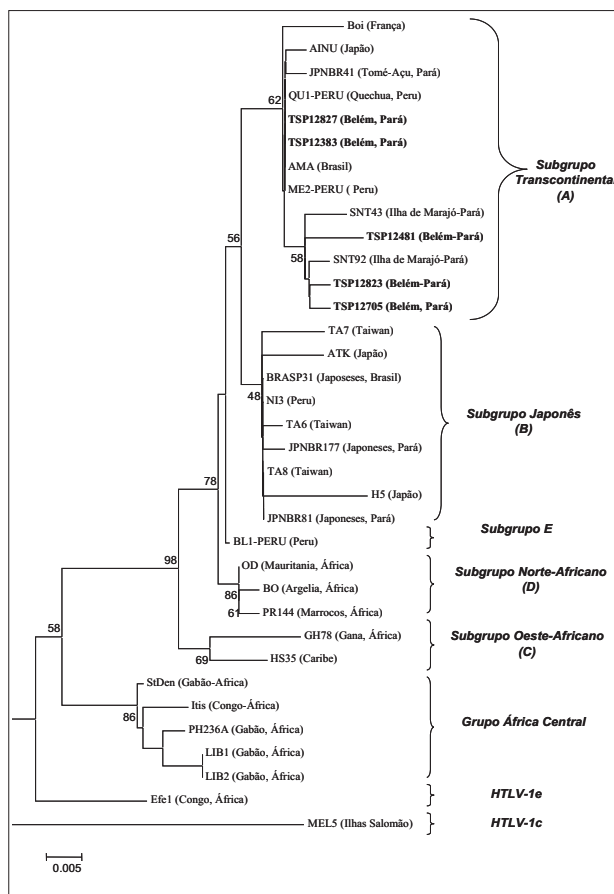 Boi (França)
AINU (Japão)
JPNBR41 (Tomé-Açu, Pará)
62
QU1-PERU (Quechua, Peru)
TSP12827 (Belém, Pará)
TSP12383 (Belém, Pará)
AMA (Brasil)
ME2-PERU ( Peru)
Subgrupo
Transcontinental
(A)
SNT43 (Ilha de Marajó-Pará)
56
TSP12481 (Belém-Pará)
58
SNT92 (Ilha de Marajó-Pará)
TSP12823 (Belém-Pará)
TSP12705 (Belém, Pará)
TA7 (Taiwan)
ATK (Japão)
BRASP31 (Japoseses, Brasil)
48
NI3 (Peru)
TA6 (Taiwan)
Subgrupo Japonês
(B)
JPNBR177 (Japoneses, Pará)
78
TA8 (Taiwan)
H5 (Japão)
JPNBR81 (Japoneses, Pará)
BL1-PERU (Peru)
Subgrupo E
98
OD (Mauritania, África)
86
BO (Argelia, África)
61
PR144 (Marrocos, África)
Subgrupo Norte-Africano
(D)
58
GH78 (Gana, África)
69
HS35 (Caribe)
Subgrupo Oeste-Africano
(C)
StDen (Gabão-Africa)
86
Itis (Congo-África)
PH236A (Gabão, África)
LIB1 (Gabão, África)
LIB2 (Gabão, África)
Grupo África Central
Efe1 (Congo, África)
HTLV-1e
MEL5 (Ilhas Salomão)
HTLV-1c
0.005